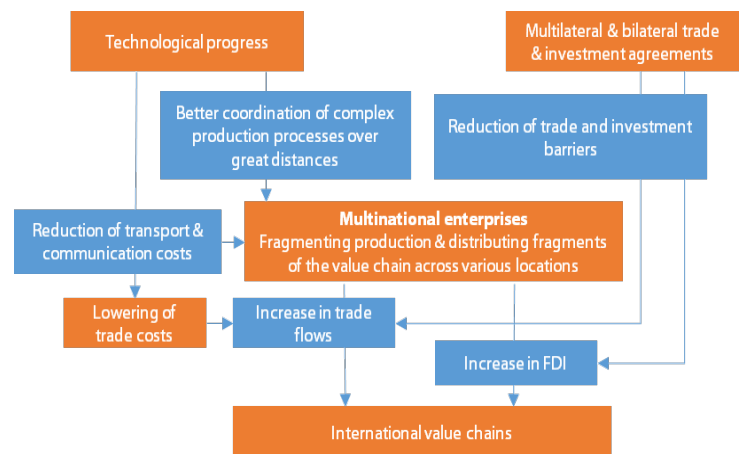 Technological progress
Multilateral & bilateral trade
& investment agreements
Better coordination of complex
production processes over
great distances
Reduction of trade and investment
barriers
Reduction of transport &
communication costs
Multinational enterprises
Fragmenting production & distributing fragments
of the value chain across various locations
Lowering of
trade costs
Increase in trade
flows
Increase in FDI
International value chains